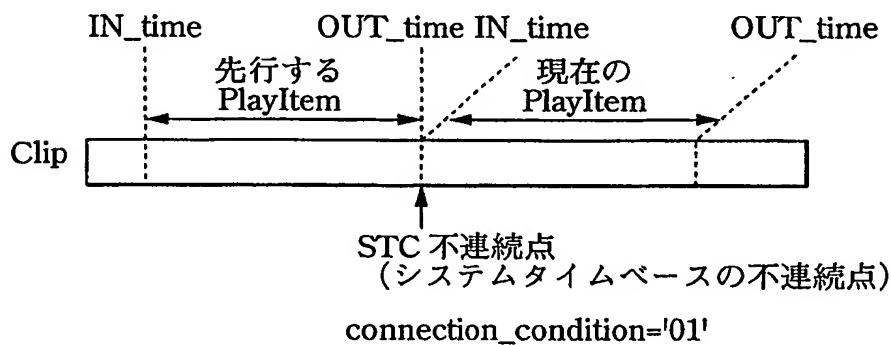 IN_time OUT_time IN_time OUT_time
先行する 現在の
PlayItem PlayItem
Clip
STC 不連続点
(システムタイムベースの不連続点)
connection_condition='01'